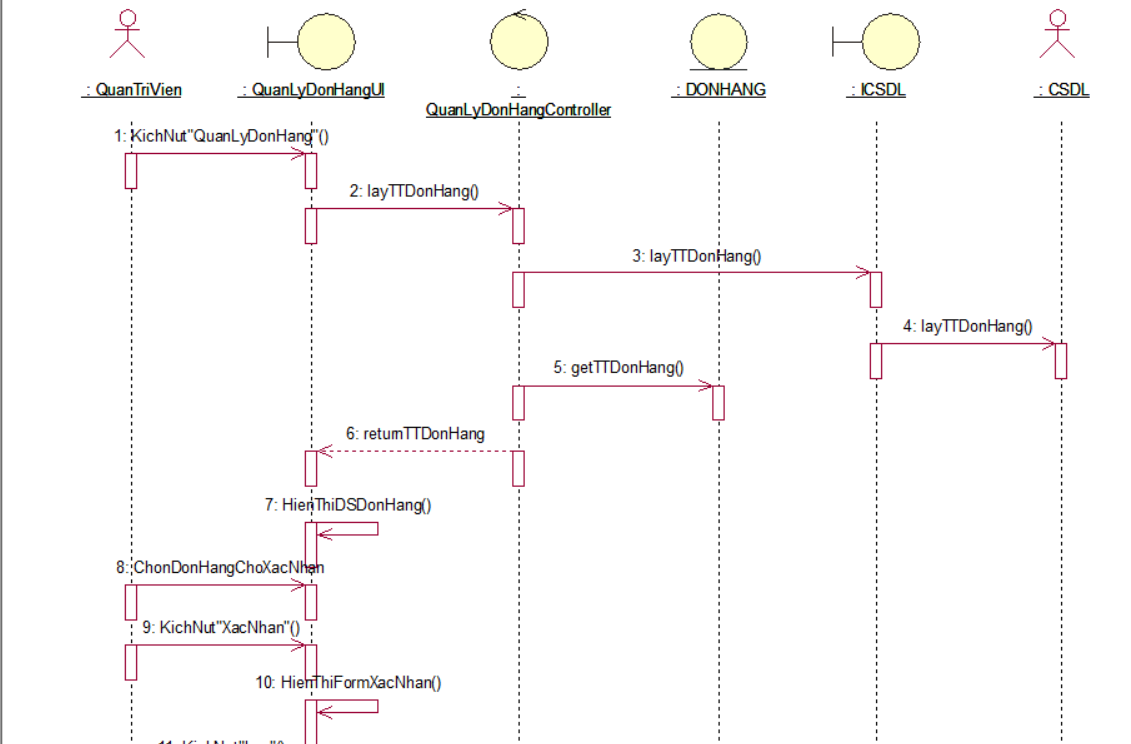 : QuanTriVien
: QuanLyDonHangUI
:
QuanLyDonHangController
: DONHANG
: ICSDL
: CSDL
1: KichNut"QuanLyDonHang"()
2: layTTDonHang()
3: layTTDonHang()
4: layTTDonHang()
5: getTTDonHang()
6: returnTTDonHang
7: HienThiDSDonHang()
8: ChonDonHangChoXacNhan
9: KichNut"XacNhan"()
10: HienThiFormXacNhan()